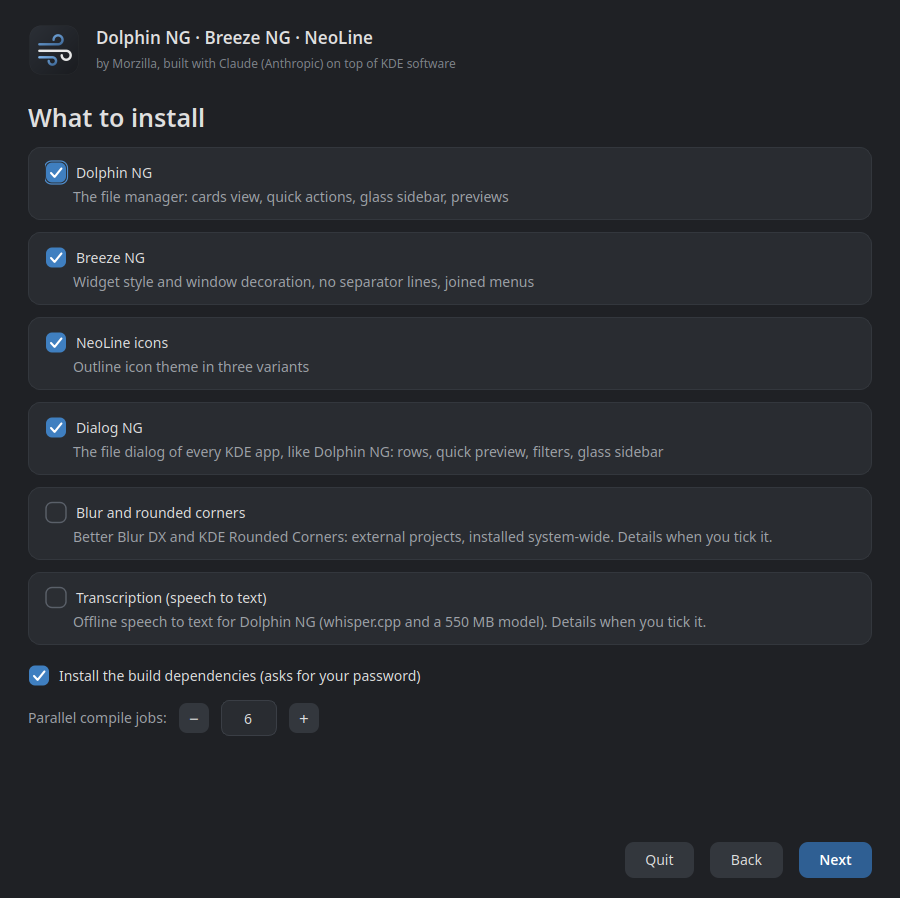 Dolphin NG · Breeze NG · NeoLine
by Morzilla, built with Claude (Anthropic) on top of KDE software
What to install
Dolphin NG
The file manager: cards view, quick actions, glass sidebar, previews
Breeze NG
Widget style and window decoration, no separator lines, joined menus
NeoLine icons
Outline icon theme in three variants
Dialog NG
The file dialog of every KDE app, like Dolphin NG: rows, quick preview, filters, glass sidebar
Blur and rounded corners
Better Blur DX and KDE Rounded Corners: external projects, installed system-wide. Details when you tick it.
Transcription (speech to text)
Offline speech to text for Dolphin NG (whisper.cpp and a 550 MB model). Details when you tick it.
Install the build dependencies (asks for your password)
Parallel compile jobs: − 6 +
Quit Back Next